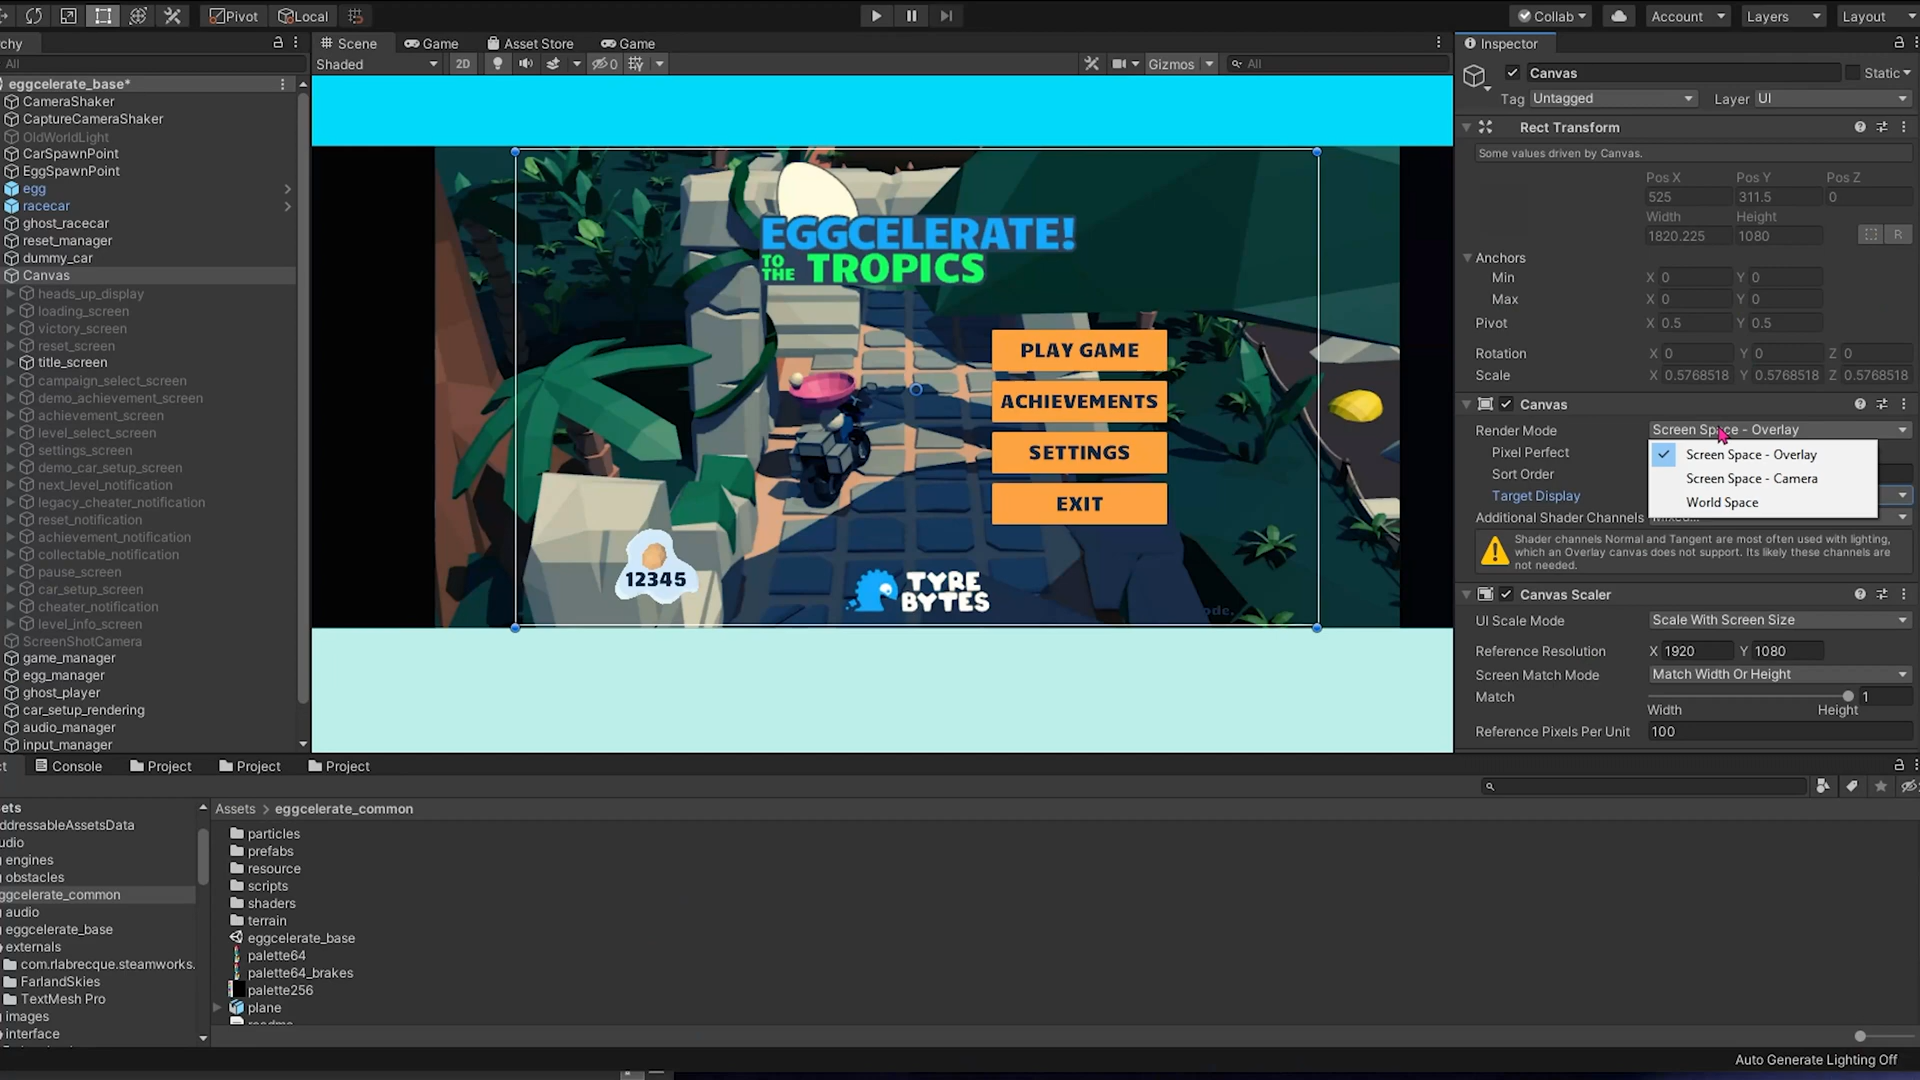 Pivot Local Collab Account Layers Layout
chy
Scene Game Asset Store Game Inspector
All
Shaded 2D 0 Gizmos All
eggcelerate_base*
CameraShaker
CaptureCameraShaker
OldWorldLight
CarSpawnPoint
EggSpawnPoint
egg
racecar
ghost_racecar
reset_manager
dummy_car
Canvas
heads_up_display
loading_screen
victory_screen
reset_screen
title_screen
campaign_select_screen
demo_achievement_screen
achievement_screen
level_select_screen
settings_screen
demo_car_setup_screen
next_level_notification
legacy_cheater_notification
reset_notification
achievement_notification
collectable_notification
pause_screen
car_setup_screen
cheater_notification
level_info_screen
ScreenShotCamera
game_manager
egg_manager
ghost_player
car_setup_rendering
audio_manager
input_manager
EGGCELERATE!
TO THE TROPICS
PLAY GAME
ACHIEVEMENTS
SETTINGS
EXIT
12345
TYRE
BYTES
ode.
Canvas Static
Tag Untagged Layer UI
Rect Transform
Some values driven by Canvas.
Pos X Pos Y Pos Z
525 311.5 0
Width Height
1820.225 1080 R
Anchors
Min X 0 Y 0
Max X 0 Y 0
Pivot X 0.5 Y 0.5
Rotation X 0 Y 0 Z 0
Scale X 0.5768518 Y 0.5768518 Z 0.5768518
Canvas
Render Mode Screen Space - Overlay
Pixel Perfect Screen Space - Overlay
Sort Order Screen Space - Camera
Target Display World Space
Additional Shader Channels Mixed...
Shader channels Normal and Tangent are most often used with lighting,
which an Overlay canvas does not support. Its likely these channels are
not needed.
Canvas Scaler
UI Scale Mode Scale With Screen Size
Reference Resolution X 1920 Y 1080
Screen Match Mode Match Width Or Height
Match 1
Width Height
Reference Pixels Per Unit 100
ct Console Project Project Project
ets
ddressableAssetsData
udio
engines
obstacles
ggcelerate_common
audio
eggcelerate_base
externals
com.rlabrecque.steamworks.
FarlandSkies
TextMesh Pro
images
interface
Assets > eggcelerate_common
particles
prefabs
resource
scripts
shaders
terrain
eggcelerate_base
palette64
palette64_brakes
palette256
plane
readme
Auto Generate Lighting Off